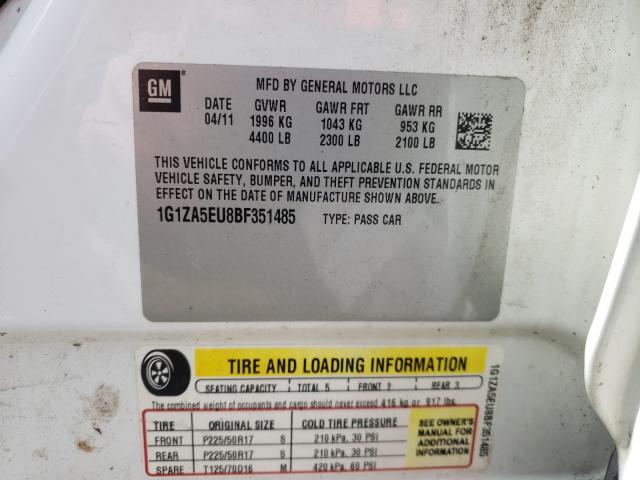 GM
MFD BY GENERAL MOTORS LLC
DATE GVWR GAWR FRT GAWR RR
04/11 1996 KG 1043 KG 953 KG
4400 LB 2300 LB 2100 LB
THIS VEHICLE CONFORMS TO ALL APPLICABLE U.S. FEDERAL MOTOR
VEHICLE SAFETY, BUMPER, AND THEFT PREVENTION STANDARDS IN
EFFECT ON THE DATE OF MANUFACTURE SHOWN ABOVE.
1G1ZA5EU8BF351485 TYPE: PASS CAR
TIRE AND LOADING INFORMATION
SEATING CAPACITY TOTAL 5 FRONT 2 REAR 3
The combined weight of occupants and cargo should never exceed 416 kg or 917 lbs.
TIRE ORIGINAL SIZE COLD TIRE PRESSURE
FRONT P225/50R17 S 210 kPa, 30 PSI
REAR P225/50R17 S 210 kPa, 30 PSI
SPARE T125/70D16 M 420 kPa, 60 PSI
SEE OWNER'S
MANUAL FOR
ADDITIONAL
INFORMATION
1G1ZA5EU8BF351485